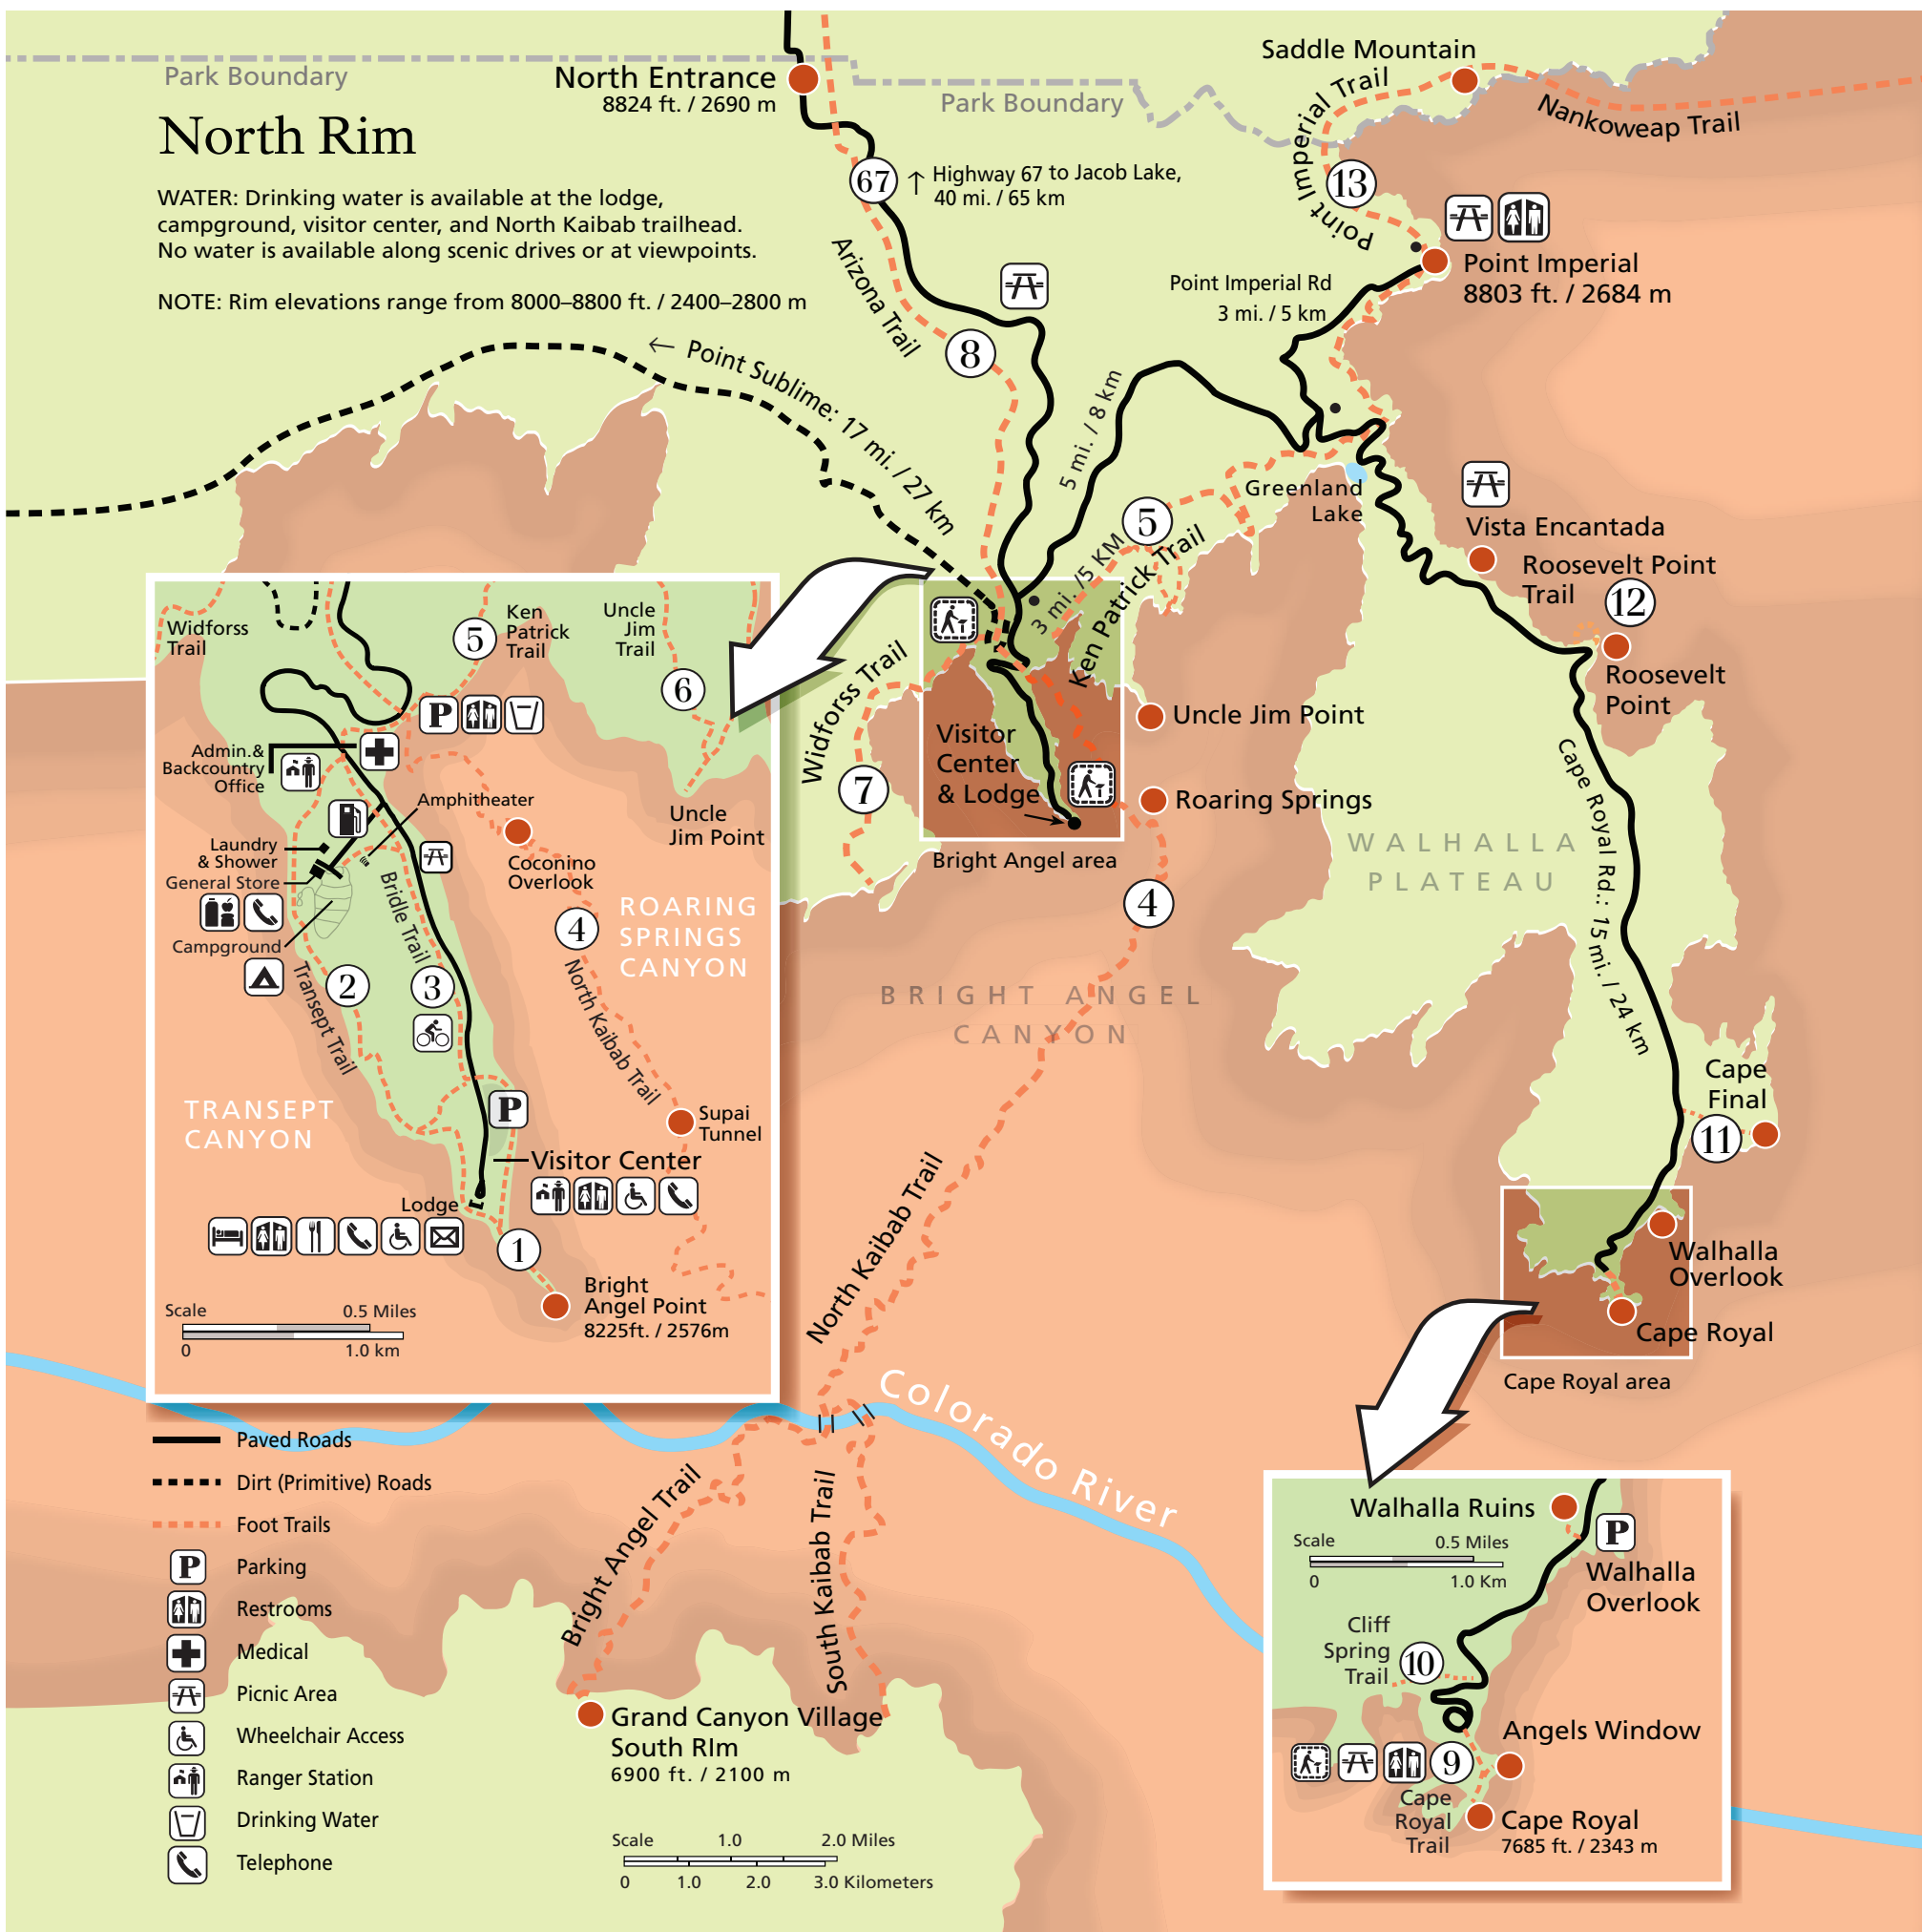 Park Boundary
North Entrance
8824 ft. / 2690 m
Park Boundary
Saddle Mountain
Nankoweap Trail
Point Imperial Trail
13
North Rim
WATER: Drinking water is available at the lodge,
campground, visitor center, and North Kaibab trailhead.
No water is available along scenic drives or at viewpoints.
NOTE: Rim elevations range from 8000–8800 ft. / 2400–2800 m
67
↑ Highway 67 to Jacob Lake,
40 mi. / 65 km
Arizona Trail
8
Point Imperial Rd
3 mi. / 5 km
Point Imperial
8803 ft. / 2684 m
← Point Sublime: 17 mi. / 27 km
5 mi. / 8 km
Greenland
Lake
5
3 mi. /5 KM
Ken Patrick Trail
Vista Encantada
Roosevelt Point
Trail
12
Roosevelt
Point
Widforss Trail
7
Visitor
Center
& Lodge
Uncle Jim Point
Roaring Springs
Bright Angel area
4
WALHALLA
PLATEAU
Cape Royal Rd.: 15 mi. / 24 km
BRIGHT ANGEL
CANYON
Cape
Final
11
Walhalla
Overlook
Cape Royal
Cape Royal area
North Kaibab Trail
Colorado River
Bright Angel Trail
South Kaibab Trail
Grand Canyon Village
South RIm
6900 ft. / 2100 m
Scale
1.0
2.0 Miles
0
1.0
2.0
3.0 Kilometers
Widforss
Trail
5
Ken
Patrick
Trail
Uncle
Jim
Trail
6
P
Admin.&
Backcountry
Office
Amphitheater
Uncle
Jim Point
Laundry
& Shower
General Store
Coconino
Overlook
Bridle Trail
ROARING
SPRINGS
CANYON
4
Campground
Transept Trail
2
3
North Kaibab Trail
TRANSEPT
CANYON
P
Supai
Tunnel
Visitor Center
Lodge
1
Bright
Angel Point
8225ft. / 2576m
Scale
0.5 Miles
0
1.0 km
Paved Roads
Dirt (Primitive) Roads
Foot Trails
P
Parking
Restrooms
Medical
Picnic Area
Wheelchair Access
Ranger Station
Drinking Water
Telephone
Walhalla Ruins
Scale
0.5 Miles
0
1.0 Km
P
Walhalla
Overlook
Cliff
Spring
Trail
10
Angels Window
9
Cape
Royal
Trail
Cape Royal
7685 ft. / 2343 m